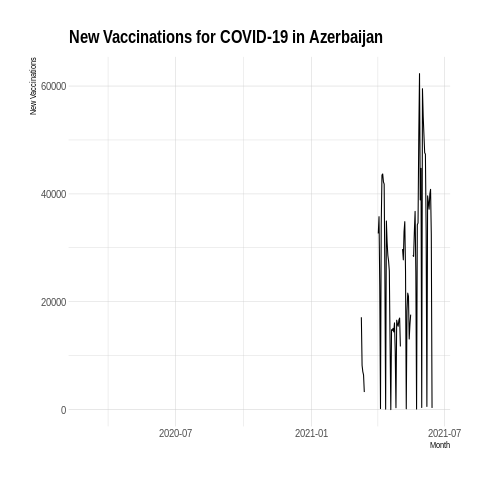 New Vaccinations for COVID-19 in Azerbaijan
New Vaccinations
60000
40000
20000
0
2020-07
2021-01
2021-07
Month